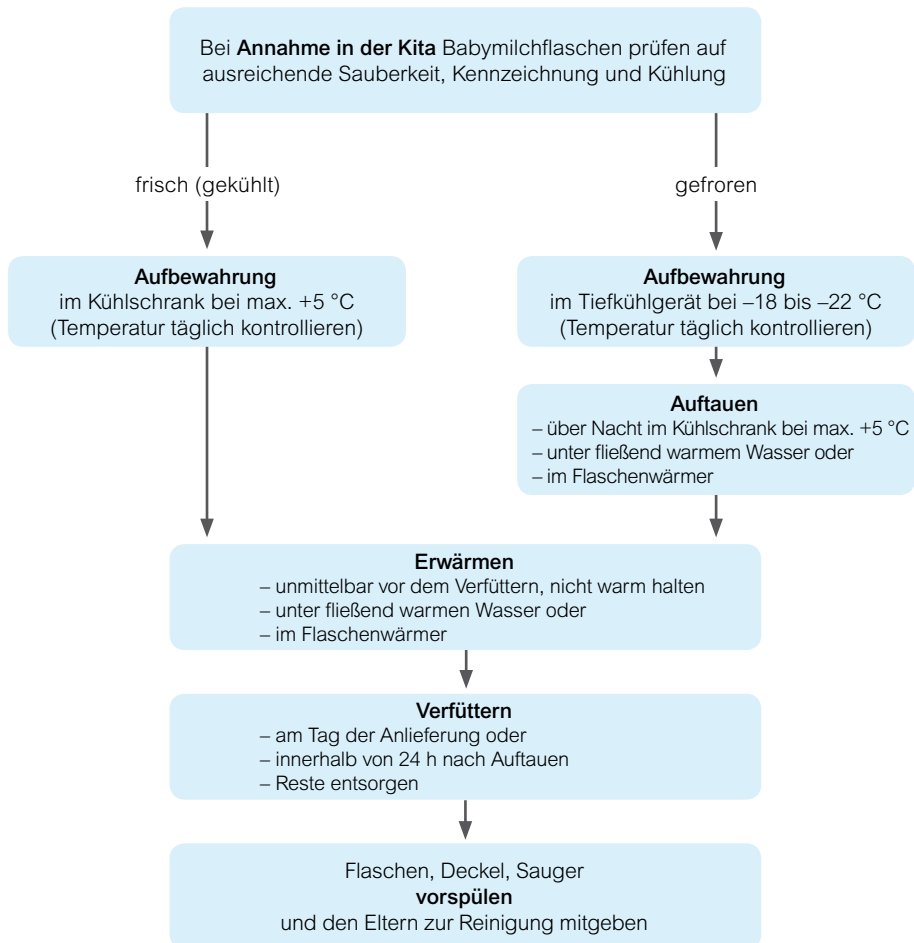 Bei Annahme in der Kita Babymilchflaschen prüfen auf
ausreichende Sauberkeit, Kennzeichnung und Kühlung
frisch (gekühlt)
gefroren
Aufbewahrung
im Kühlschrank bei max. +5 °C
(Temperatur täglich kontrollieren)
Aufbewahrung
im Tiefkühlgerät bei –18 bis –22 °C
(Temperatur täglich kontrollieren)
Auftauen
– über Nacht im Kühlschrank bei max. +5 °C
– unter fließend warmem Wasser oder
– im Flaschenwärmer
Erwärmen
– unmittelbar vor dem Verfüttern, nicht warm halten
– unter fließend warmen Wasser oder
– im Flaschenwärmer
Verfüttern
– am Tag der Anlieferung oder
– innerhalb von 24 h nach Auftauen
– Reste entsorgen
Flaschen, Deckel, Sauger
vorspülen
und den Eltern zur Reinigung mitgeben